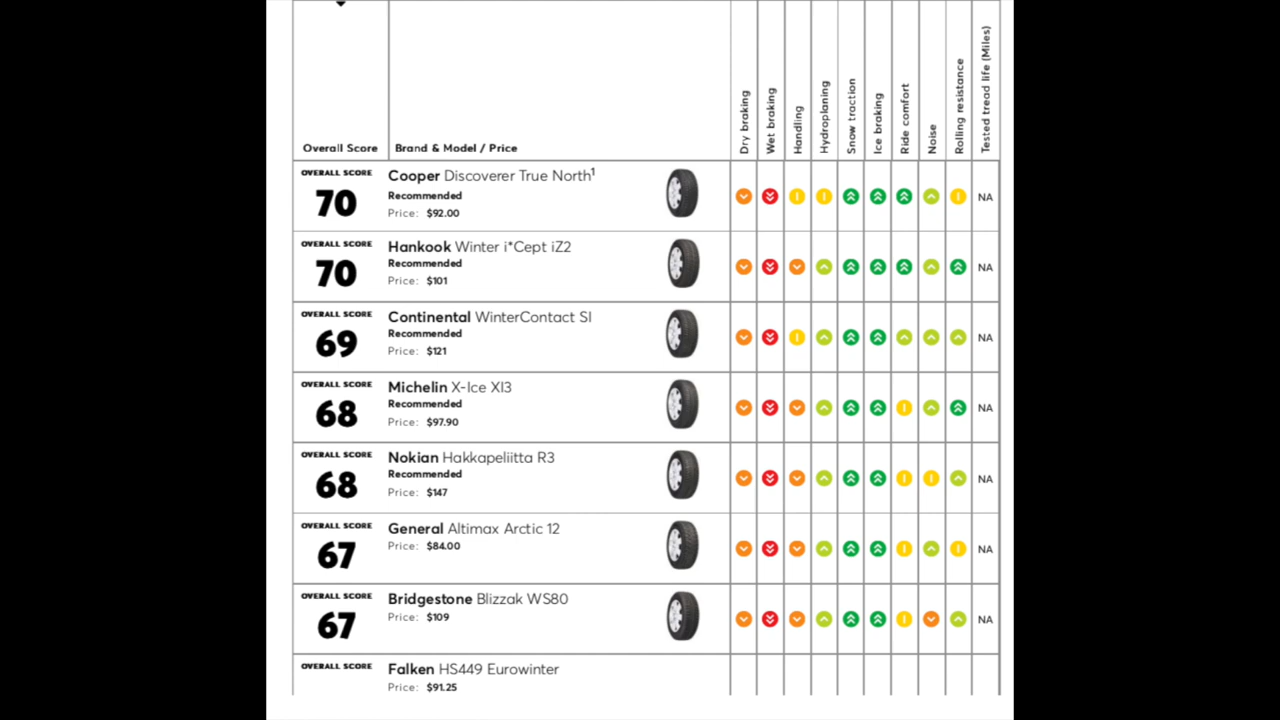 Overall Score
Brand & Model / Price
Dry braking
Wet braking
Handling
Hydroplaning
Snow traction
Ice braking
Ride comfort
Noise
Rolling resistance
Tested tread life (Miles)
OVERALL SCORE
70
Cooper Discoverer True North¹
Recommended
Price: $92.00
NA
OVERALL SCORE
70
Hankook Winter i*Cept iZ2
Recommended
Price: $101
NA
OVERALL SCORE
69
Continental WinterContact SI
Recommended
Price: $121
NA
OVERALL SCORE
68
Michelin X-Ice XI3
Recommended
Price: $97.90
NA
OVERALL SCORE
68
Nokian Hakkapeliitta R3
Recommended
Price: $147
NA
OVERALL SCORE
67
General Altimax Arctic 12
Price: $84.00
NA
OVERALL SCORE
67
Bridgestone Blizzak WS80
Price: $109
NA
OVERALL SCORE
Falken HS449 Eurowinter
Price: $91.25